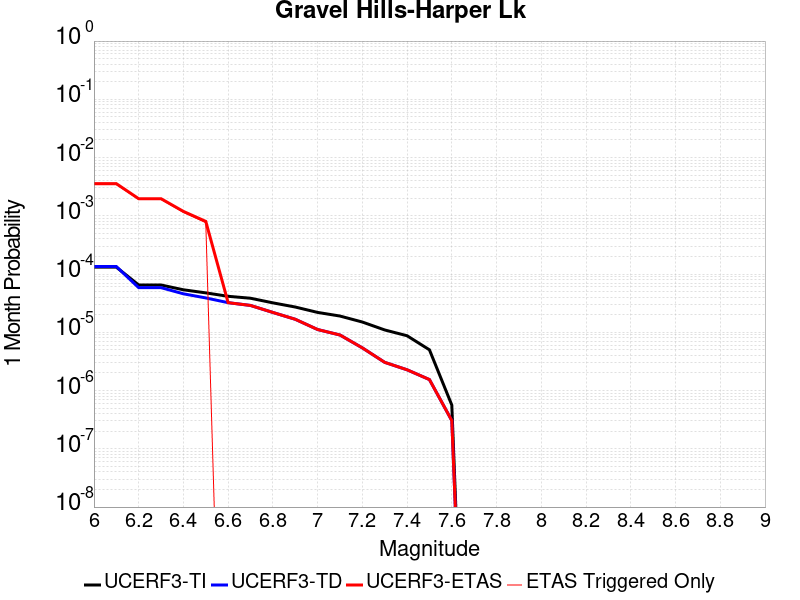 Gravel Hills-Harper Lk
10^0
10^-1
10^-2
10^-3
10^-4
10^-5
10^-6
10^-7
10^-8
1 Month Probability
6 6.2 6.4 6.6 6.8 7 7.2 7.4 7.6 7.8 8 8.2 8.4 8.6 8.8 9
Magnitude
UCERF3-TI UCERF3-TD UCERF3-ETAS ETAS Triggered Only